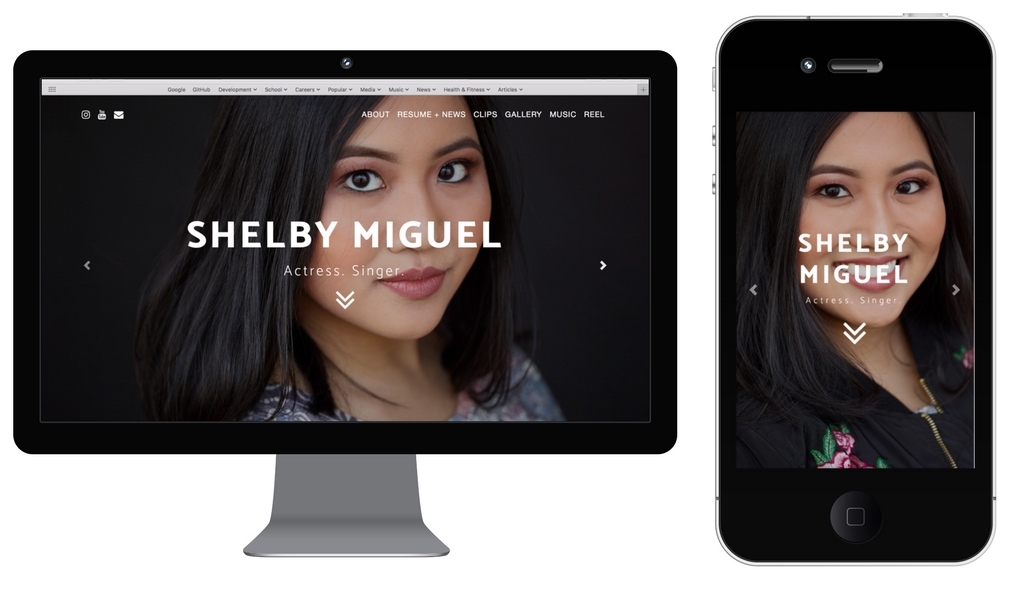 Google GitHub Development School Careers Popular Media Music News Health & Fitness Articles
ABOUT RESUME + NEWS CLIPS GALLERY MUSIC REEL
SHELBY MIGUEL
Actress. Singer.
SHELBY
MIGUEL
Actress. Singer.